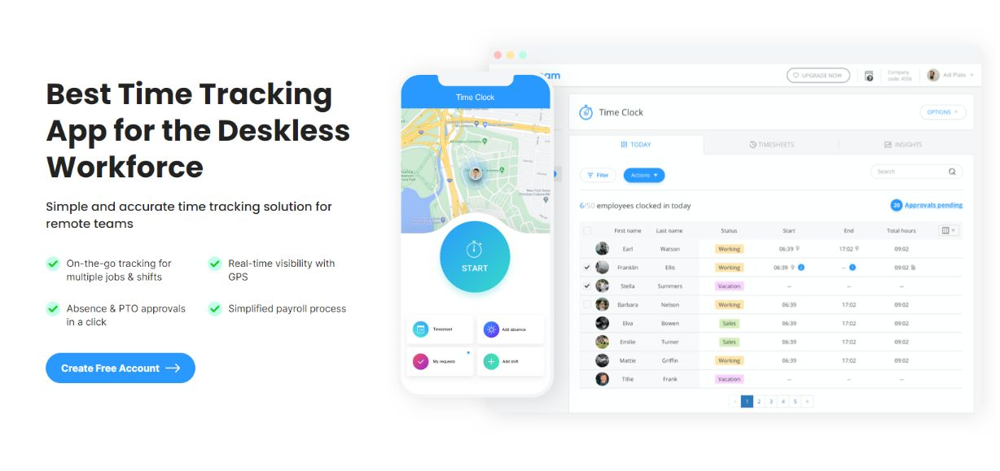 Best Time Tracking
App for the Deskless
Workforce
Simple and accurate time tracking solution for
remote teams
On-the-go tracking for
multiple jobs & shifts
Real-time visibility with
GPS
Absence & PTO approvals
in a click
Simplified payroll process
Create Free Account
Time Clock
START
Timesheet
Add absence
My requests
Add shift
am
UPGRADE NOW
Company
code: 4556
Adi Plato
Time Clock
OPTIONS
TODAY
TIMESHEETS
INSIGHTS
Filter
Actions
Search
6/50 employees clocked in today
20 Approvals pending
First name Last name Status Start End Total hours
Earl Watson Working 06:39 17:02 09:02
Franklin Ellis Working 06:39 -- 09:02
Stella Summers Vacation -- -- --
Barbara Nelson Working 06:39 17:02 09:02
Elva Bowen Sales 06:39 17:02 09:02
Emilie Turner Sales 06:39 17:02 09:02
Mattie Griffin Working 06:39 17:02 09:02
Tillie Frank Vacation -- -- --
« 1 2 3 4 5 »